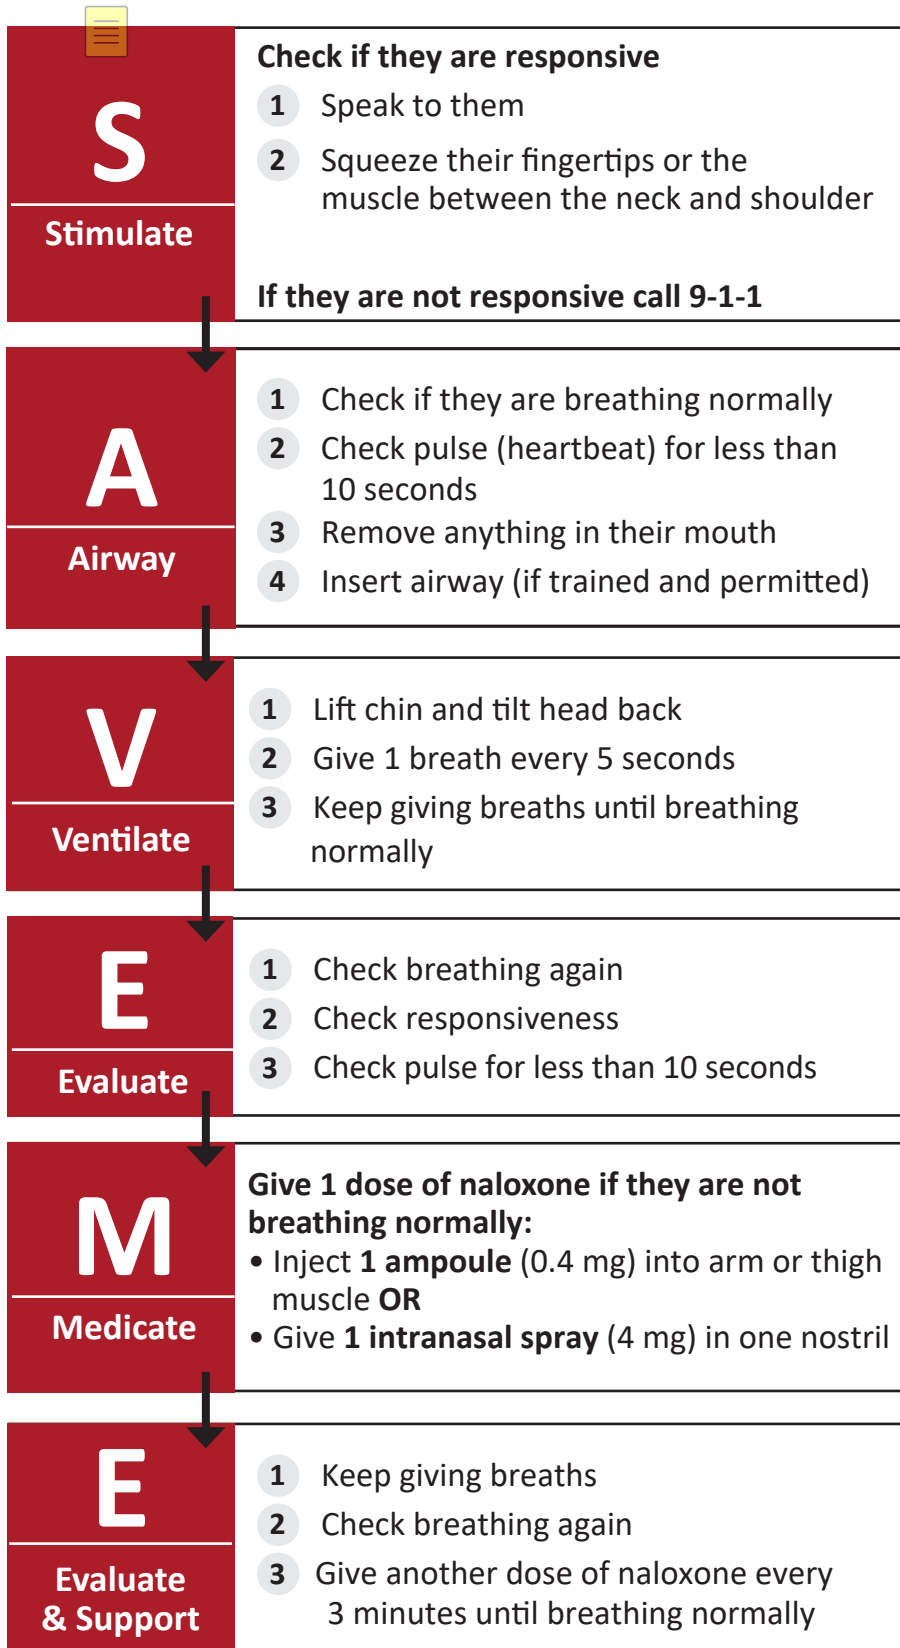 S
Stimulate
Check if they are responsive
1 Speak to them
2 Squeeze their fingertips or the
muscle between the neck and shoulder
If they are not responsive call 9-1-1
A
Airway
1 Check if they are breathing normally
2 Check pulse (heartbeat) for less than
10 seconds
3 Remove anything in their mouth
4 Insert airway (if trained and permitted)
V
Ventilate
1 Lift chin and tilt head back
2 Give 1 breath every 5 seconds
3 Keep giving breaths until breathing
normally
E
Evaluate
1 Check breathing again
2 Check responsiveness
3 Check pulse for less than 10 seconds
M
Medicate
Give 1 dose of naloxone if they are not
breathing normally:
• Inject 1 ampoule (0.4 mg) into arm or thigh
muscle OR
• Give 1 intranasal spray (4 mg) in one nostril
E
Evaluate
& Support
1 Keep giving breaths
2 Check breathing again
3 Give another dose of naloxone every
3 minutes until breathing normally